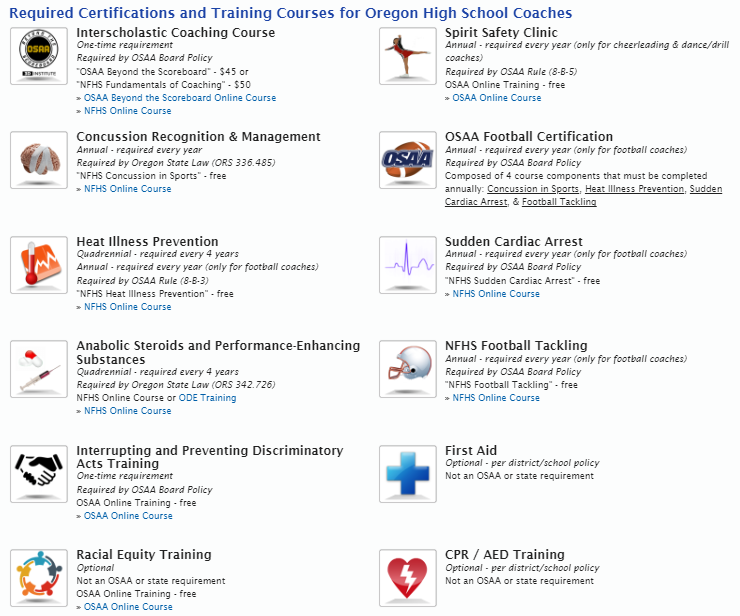 Required Certifications and Training Courses for Oregon High School Coaches
Interscholastic Coaching Course
One-time requirement
Required by OSAA Board Policy
"OSAA Beyond the Scoreboard" - $45 or
"NFHS Fundamentals of Coaching" - $50
» OSAA Beyond the Scoreboard Online Course
» NFHS Online Course
Spirit Safety Clinic
Annual - required every year (only for cheerleading & dance/drill
coaches)
Required by OSAA Rule (8-B-5)
OSAA Online Training - free
» OSAA Online Course
Concussion Recognition & Management
Annual - required every year
Required by Oregon State Law (ORS 336.485)
"NFHS Concussion in Sports" - free
» NFHS Online Course
OSAA
OSAA Football Certification
Annual - required every year (only for football coaches)
Required by OSAA Board Policy
Composed of 4 course components that must be completed
annually: Concussion in Sports, Heat Illness Prevention, Sudden
Cardiac Arrest, & Football Tackling
Heat Illness Prevention
Quadrennial - required every 4 years
Annual - required every year (only for football coaches)
Required by OSAA Rule (8-B-3)
"NFHS Heat Illness Prevention" - free
» NFHS Online Course
Sudden Cardiac Arrest
Annual - required every year (only for football coaches)
Required by OSAA Board Policy
"NFHS Sudden Cardiac Arrest" - free
» NFHS Online Course
Anabolic Steroids and Performance-Enhancing
Substances
Quadrennial - required every 4 years
Required by Oregon State Law (ORS 342.726)
NFHS Online Course or ODE Training
» NFHS Online Course
NFHS Football Tackling
Annual - required every year (only for football coaches)
Required by OSAA Board Policy
"NFHS Football Tackling" - free
» NFHS Online Course
Interrupting and Preventing Discriminatory
Acts Training
One-time requirement
Required by OSAA Board Policy
OSAA Online Training - free
» OSAA Online Course
First Aid
Optional - per district/school policy
Not an OSAA or state requirement
Racial Equity Training
Optional
Not an OSAA or state requirement
OSAA Online Training - free
» OSAA Online Course
CPR / AED Training
Optional - per district/school policy
Not an OSAA or state requirement